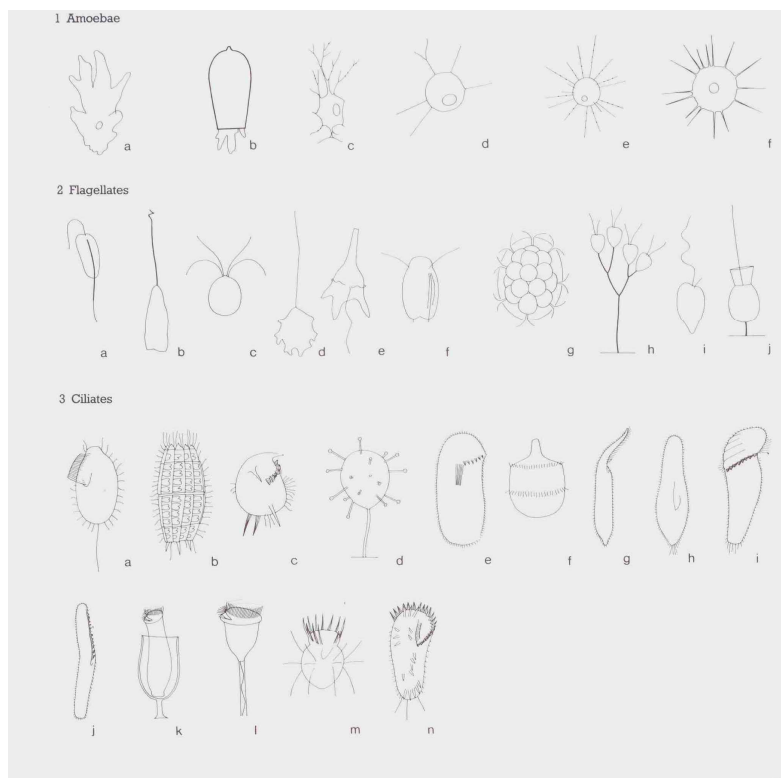 1 Amoebae
a b c d e f
2 Flagellates
a b c d e f g h i j
3 Ciliates
a b c d e f g h i
j k l m n